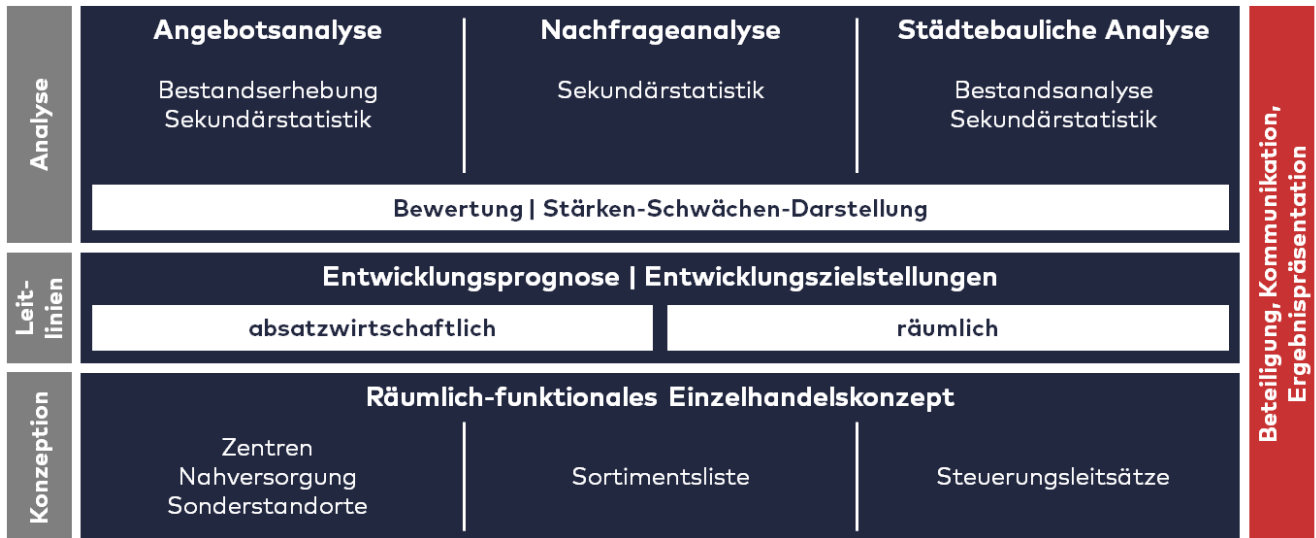 Analyse
Angebotsanalyse
Bestandserhebung
Sekundärstatistik
Nachfrageanalyse
Sekundärstatistik
Städtebauliche Analyse
Bestandsanalyse
Sekundärstatistik
Bewertung | Stärken-Schwächen-Darstellung
Leit-
linien
Entwicklungsprognose | Entwicklungszielstellungen
absatzwirtschaftlich
räumlich
Konzeption
Räumlich-funktionales Einzelhandelskonzept
Zentren
Nahversorgung
Sonderstandorte
Sortimentsliste
Steuerungsleitsätze
Beteiligung, Kommunikation,
Ergebnispräsentation